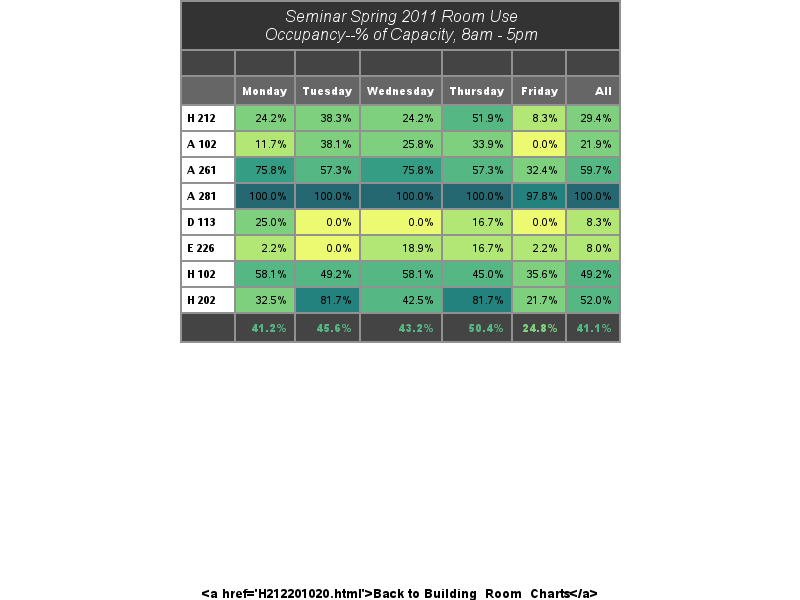 Seminar Spring 2011 Room Use
Occupancy--% of Capacity, 8am - 5pm
Monday Tuesday Wednesday Thursday Friday All
H 212 24.2% 38.3% 24.2% 51.9% 8.3% 29.4%
A 102 11.7% 38.1% 25.8% 33.9% 0.0% 21.9%
A 261 75.8% 57.3% 75.8% 57.3% 32.4% 59.7%
A 281 100.0% 100.0% 100.0% 100.0% 97.8% 100.0%
D 113 25.0% 0.0% 0.0% 16.7% 0.0% 8.3%
E 226 2.2% 0.0% 18.9% 16.7% 2.2% 8.0%
H 102 58.1% 49.2% 58.1% 45.0% 35.6% 49.2%
H 202 32.5% 81.7% 42.5% 81.7% 21.7% 52.0%
41.2% 45.6% 43.2% 50.4% 24.8% 41.1%
<a href='H212201020.html'>Back to Building_Room_Charts</a>